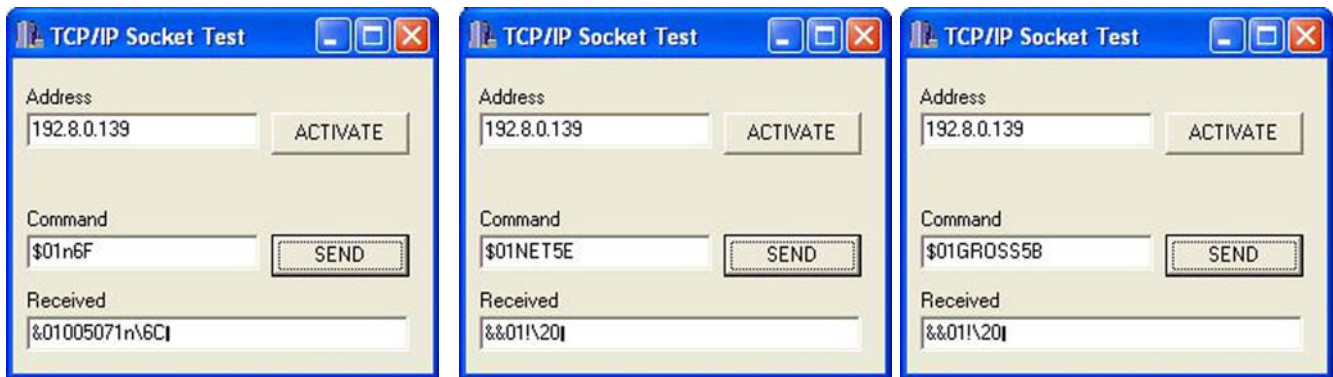 TCP/IP Socket Test
Address
192.8.0.139
ACTIVATE
Command
$01n6F
SEND
Received
&01005071n\6C
TCP/IP Socket Test
Address
192.8.0.139
ACTIVATE
Command
$01NET5E
SEND
Received
&&01!\20
TCP/IP Socket Test
Address
192.8.0.139
ACTIVATE
Command
$01GROSS5B
SEND
Received
&&01!\20